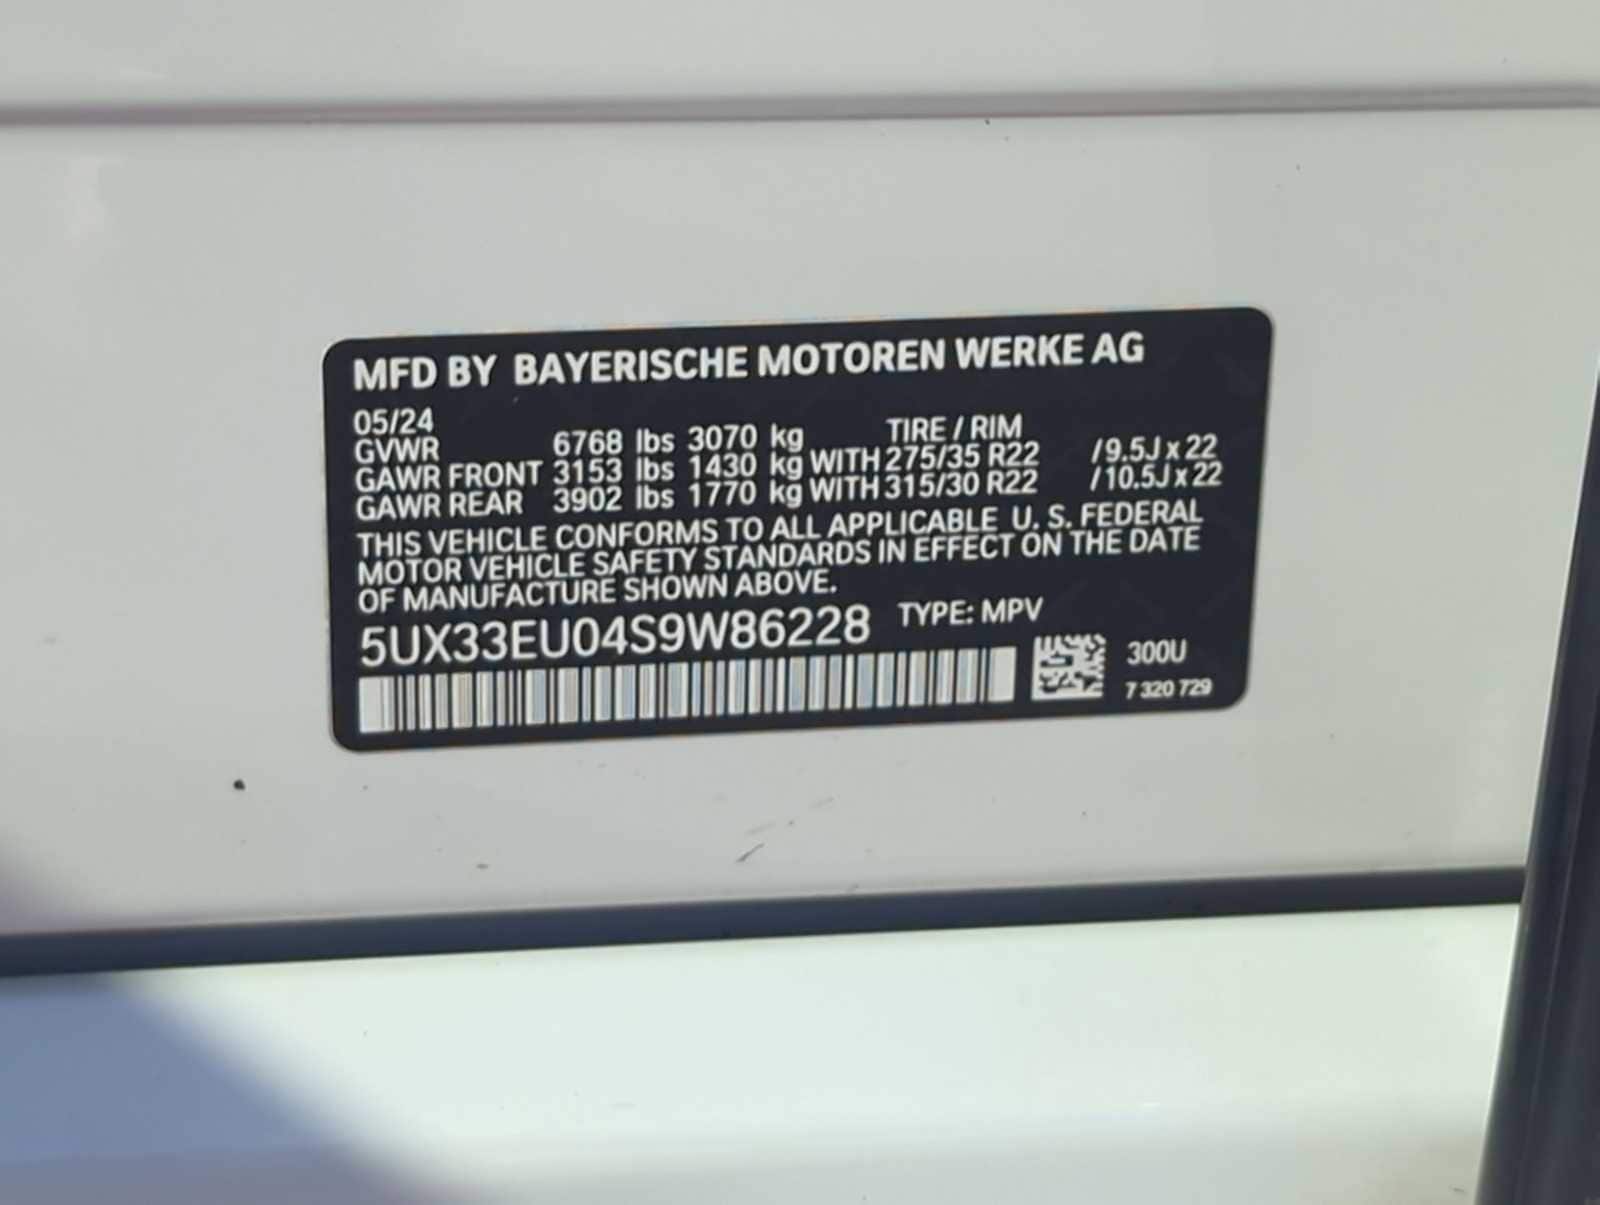 MFD BY BAYERISCHE MOTOREN WERKE AG
05/24 TIRE / RIM
GVWR 6768 lbs 3070 kg
GAWR FRONT 3153 lbs 1430 kg WITH 275/35 R22 /9.5J x 22
GAWR REAR 3902 lbs 1770 kg WITH 315/30 R22 /10.5J x 22
THIS VEHICLE CONFORMS TO ALL APPLICABLE U. S. FEDERAL
MOTOR VEHICLE SAFETY STANDARDS IN EFFECT ON THE DATE
OF MANUFACTURE SHOWN ABOVE.
5UX33EU04S9W86228 TYPE: MPV
300U
7 320 729